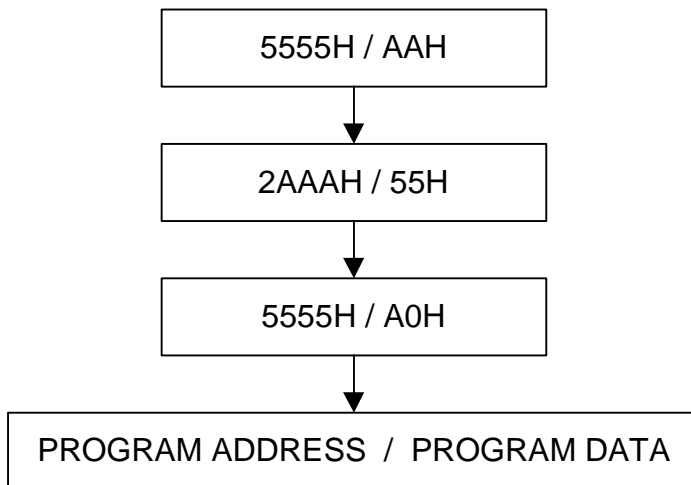 5555H / AAH
2AAAH / 55H
5555H / A0H
PROGRAM ADDRESS / PROGRAM DATA